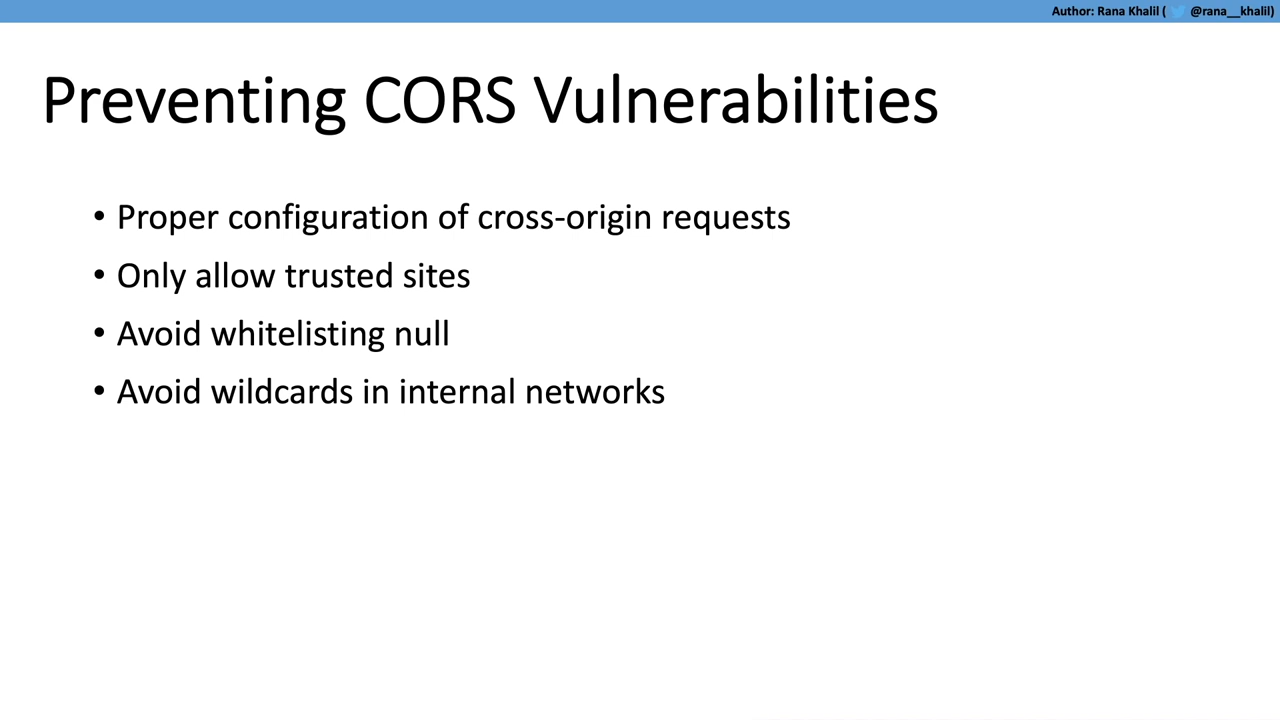 Author: Rana Khalil ( @rana__khalil)
Preventing CORS Vulnerabilities
• Proper configuration of cross-origin requests
• Only allow trusted sites
• Avoid whitelisting null
• Avoid wildcards in internal networks